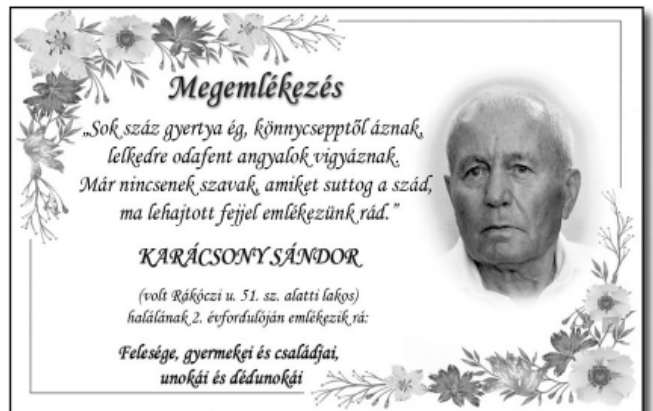 Megemlékezés
„Sok száz gyertya ég, könnycsepptől áznak,
lelkedre odafent angyalok vigyáznak.
Már nincsenek szavak, amiket suttog a szád,
ma lehajtott fejjel emlékezünk rád.”
KARÁCSONY SÁNDOR
(volt Rákóczi u. 51. sz. alatti lakos)
halálának 2. évfordulóján emlékezik rá:
Felesége, gyermekei és családjai,
unokái és dédunokái